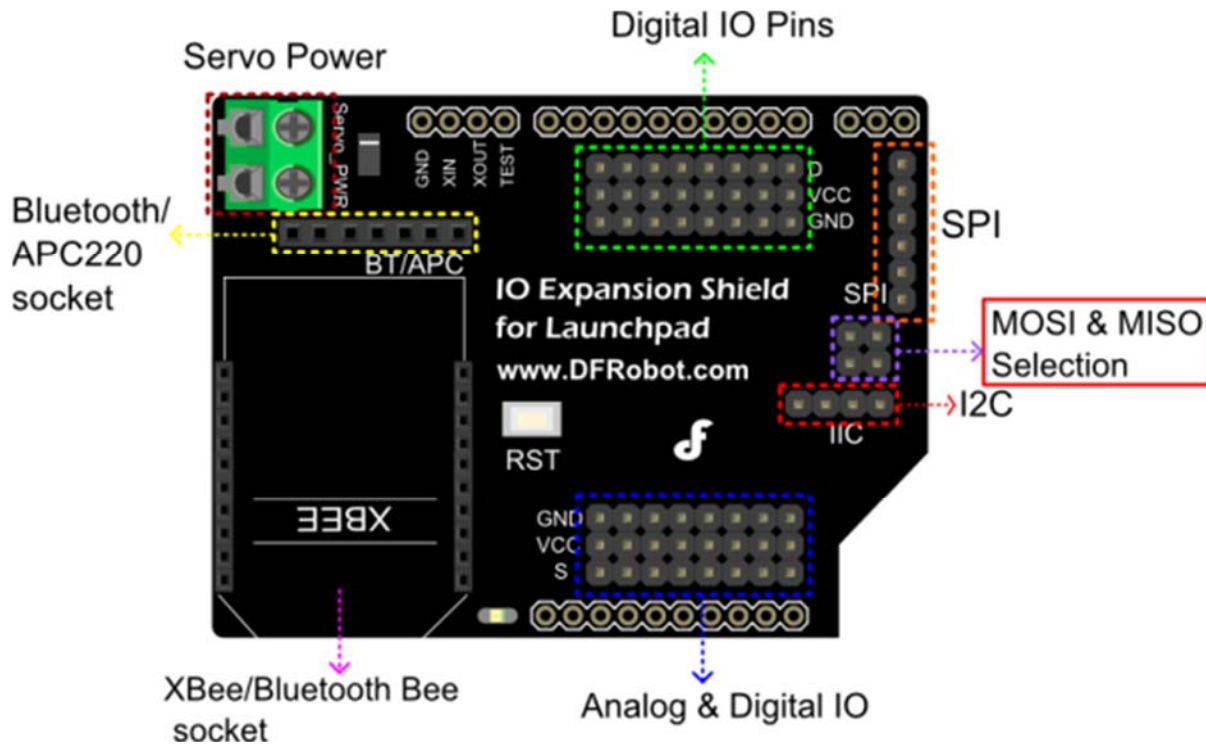 Digital IO Pins
Servo Power
Servo_PWR
GND
XIN
XOUT
TEST
D
VCC
GND
Bluetooth/
APC220
socket
BT/APC
SPI
IO Expansion Shield
for Launchpad
www.DFRobot.com
SPI
MOSI & MISO
Selection
I2C
IIC
RST
XBEE
GND
VCC
S
XBee/Bluetooth Bee
socket
Analog & Digital IO